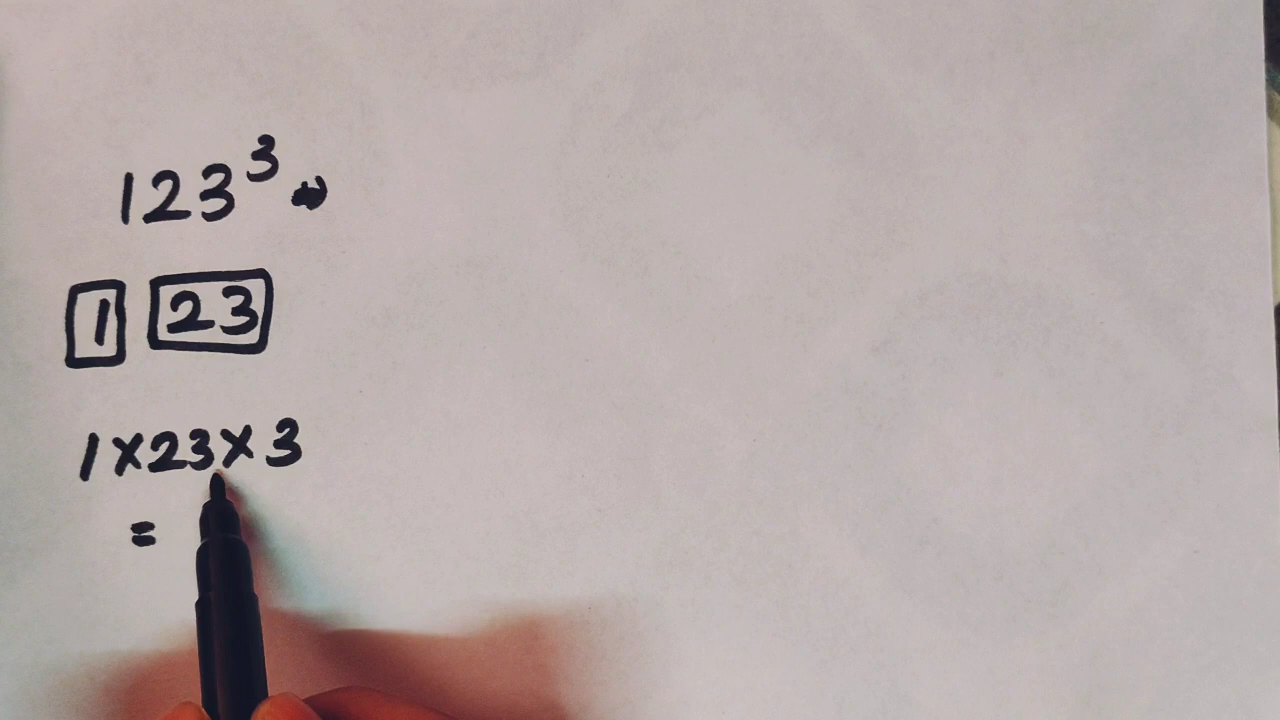 123³ →
1 23
1×23×3
=